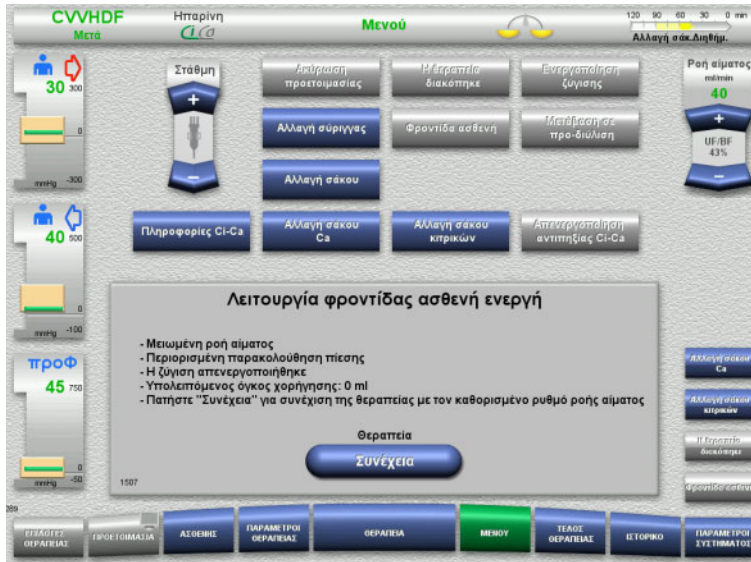 CVVHDF
Μετά
Ηπαρίνη
Ci Ca
Μενού
120 90 60 30 0 min
Αλλαγή σάκ.Διηθήμ.
30
300
0
mmHg
-300
Στάθμη
+
–
Ακύρωση
προετοιμασίας
Η θεραπεία
διακόπηκε
Ενεργοποίηση
ζύγισης
Αλλαγή σύριγγας
Φροντίδα ασθενή
Μετάβαση σε
προ-διύλιση
Αλλαγή σάκου
Ροή αίματος
ml/min
40
+
UF/BF
43%
–
40
500
0
mmHg
-100
Πληροφορίες Ci-Ca
Αλλαγή σάκου
Ca
Αλλαγή σάκου
κιτρικών
Απενεργοποίηση
αντιπηξίας Ci-Ca
Λειτουργία φροντίδας ασθενή ενεργή
- Μειωμένη ροή αίματος
- Περιορισμένη παρακολούθηση πίεσης
- Η ζύγιση απενεργοποιήθηκε
- Υπολειπόμενος όγκος χορήγησης: 0 ml
- Πατήστε "Συνέχεια" για συνέχιση της θεραπείας με τον καθορισμένο ρυθμό ροής αίματος
Θεραπεία
Συνέχεια
1507
προΦ
45
750
0
mmHg
-50
Αλλαγή σάκου
Ca
Αλλαγή σάκου
κιτρικών
Η θεραπεία
διακόπηκε
Φροντίδα ασθενή
ΕΠΙΛΟΓΕΣ
ΘΕΡΑΠΕΙΑΣ
ΠΡΟΕΤΟΙΜΑΣΙΑ
ΑΣΘΕΝΗΣ
ΠΑΡΑΜΕΤΡΟΙ
ΘΕΡΑΠΕΙΑΣ
ΘΕΡΑΠΕΙΑ
ΜΕΝΟΥ
ΤΕΛΟΣ
ΘΕΡΑΠΕΙΑΣ
ΙΣΤΟΡΙΚΟ
ΠΑΡΑΜΕΤΡΟΙ
ΣΥΣΤΗΜΑΤΟΣ